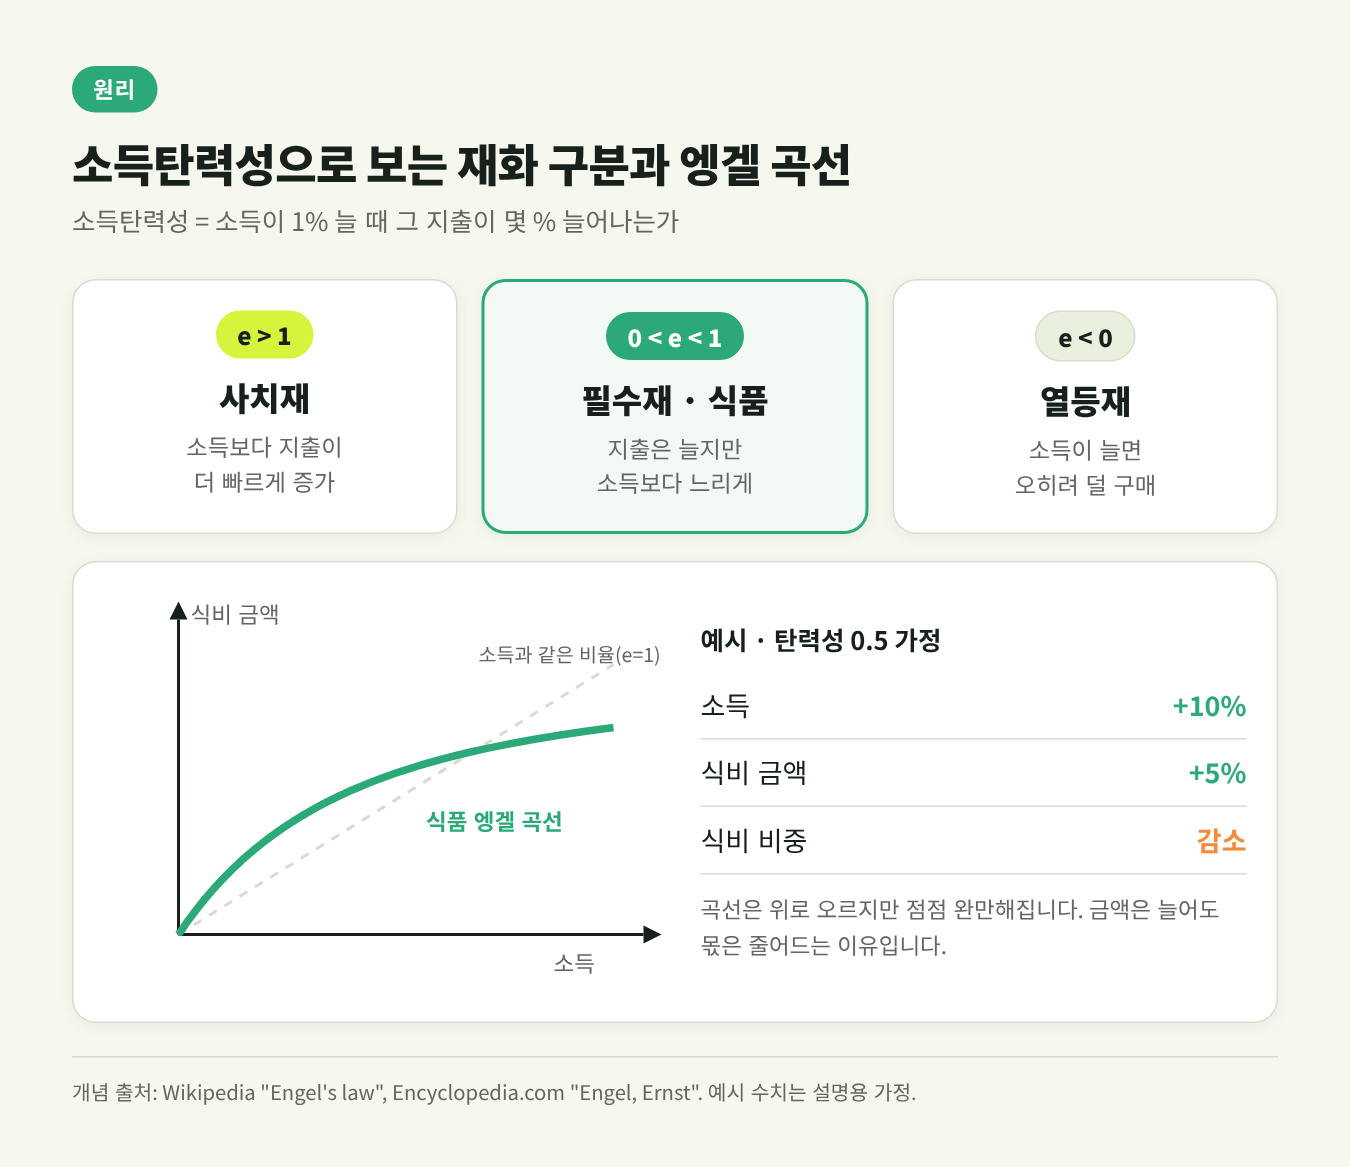 원리
소득탄력성으로 보는 재화 구분과 엥겔 곡선
소득탄력성 = 소득이 1% 늘 때 그 지출이 몇 % 늘어나는가
e > 1
사치재
소득보다 지출이
더 빠르게 증가
0 < e < 1
필수재 · 식품
지출은 늘지만
소득보다 느리게
e < 0
열등재
소득이 늘면
오히려 덜 구매
식비 금액
소득과 같은 비율(e=1)
식품 엥겔 곡선
소득
예시 · 탄력성 0.5 가정
소득 +10%
식비 금액 +5%
식비 비중 감소
곡선은 위로 오르지만 점점 완만해집니다. 금액은 늘어도
몫은 줄어드는 이유입니다.
개념 출처: Wikipedia "Engel's law", Encyclopedia.com "Engel, Ernst". 예시 수치는 설명용 가정.